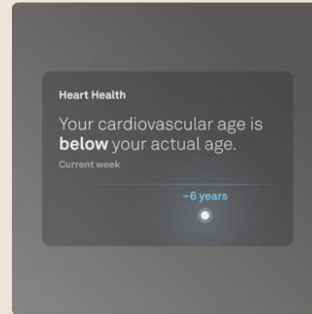 Heart Health
Your cardiovascular age is
below your actual age.
Current week
−6 years